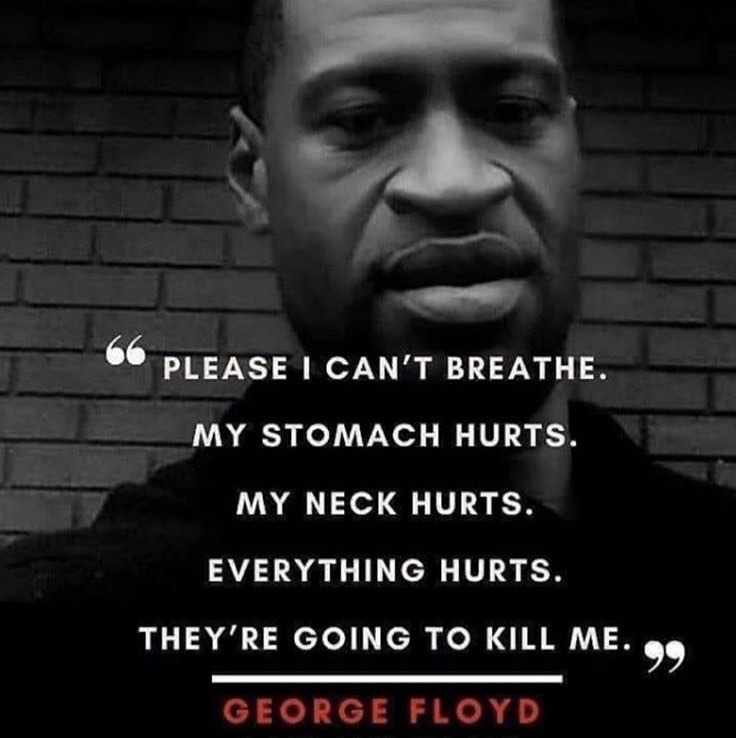 “ PLEASE I CAN’T BREATHE.
MY STOMACH HURTS.
MY NECK HURTS.
EVERYTHING HURTS.
THEY’RE GOING TO KILL ME. ”
GEORGE FLOYD